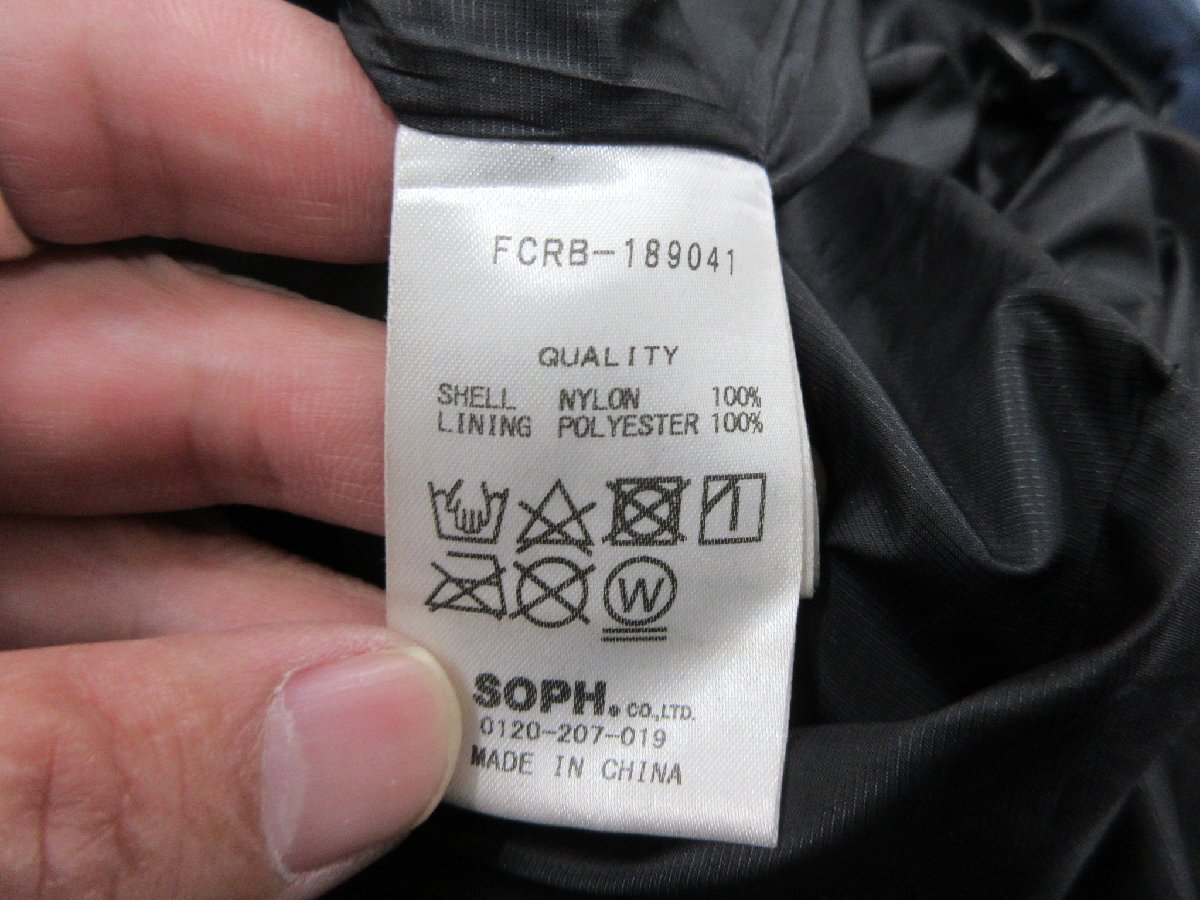 FCRB-189041
QUALITY
SHELL NYLON 100%
LINING POLYESTER 100%
W
SOPH. CO.,LTD.
0120-207-019
MADE IN CHINA